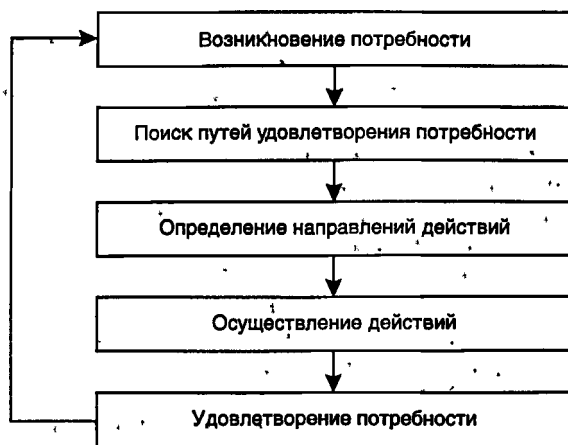 Возникновение потребности
Поиск путей удовлетворения потребности
Определение направлений действий
Осуществление действий
Удовлетворение потребности